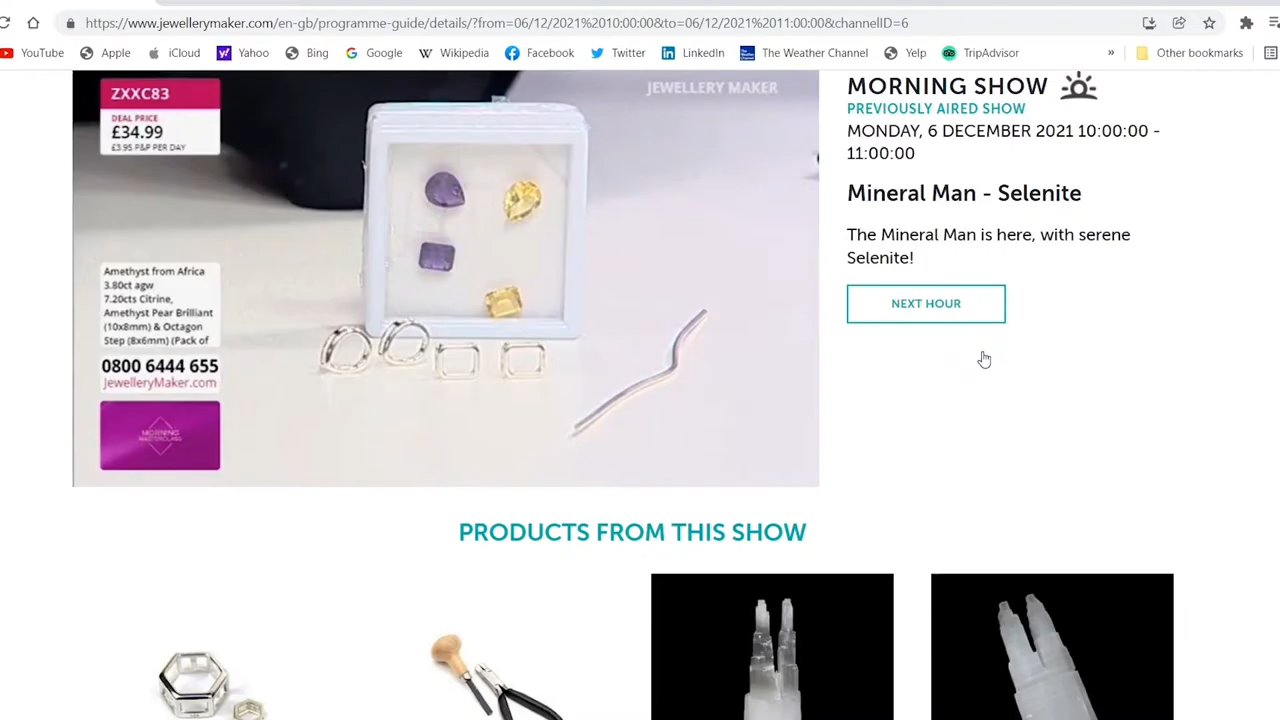 https://www.jewellerymaker.com/en-gb/programme-guide/details/?from=06/12/2021%2010:00:00&to=06/12/2021%2011:00:00&channelID=6
YouTube Apple iCloud Yahoo Bing Google Wikipedia Facebook Twitter LinkedIn The Weather Channel Yelp TripAdvisor » Other bookmarks
ZXXC83
DEAL PRICE
£34.99
£3.95 P&P PER DAY
JEWELLERY MAKER
Amethyst from Africa
3.80ct agw
7.20cts Citrine,
Amethyst Pear Brilliant
(10x8mm) & Octagon
Step (8x6mm) (Pack of
0800 6444 655
JewelleryMaker.com
MORNING
MASTERCLASS
MORNING SHOW
PREVIOUSLY AIRED SHOW
MONDAY, 6 DECEMBER 2021 10:00:00 -
11:00:00
Mineral Man - Selenite
The Mineral Man is here, with serene
Selenite!
NEXT HOUR
PRODUCTS FROM THIS SHOW